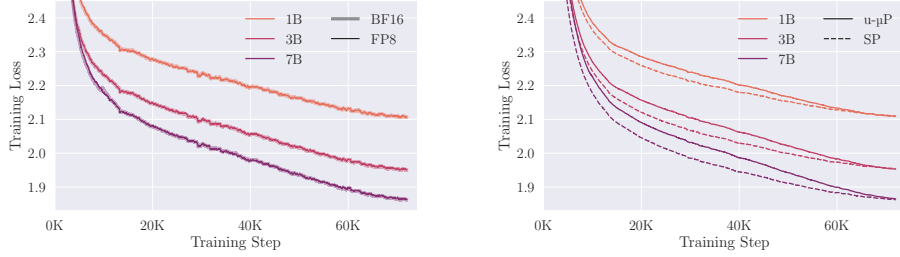 2.4
2.3
2.2
2.1
2.0
1.9
Training Loss
1B
3B
7B
BF16
FP8
0K
20K
40K
60K
Training Step
2.4
2.3
2.2
2.1
2.0
1.9
Training Loss
1B
3B
7B
u-μP
SP
0K
20K
40K
60K
Training Step